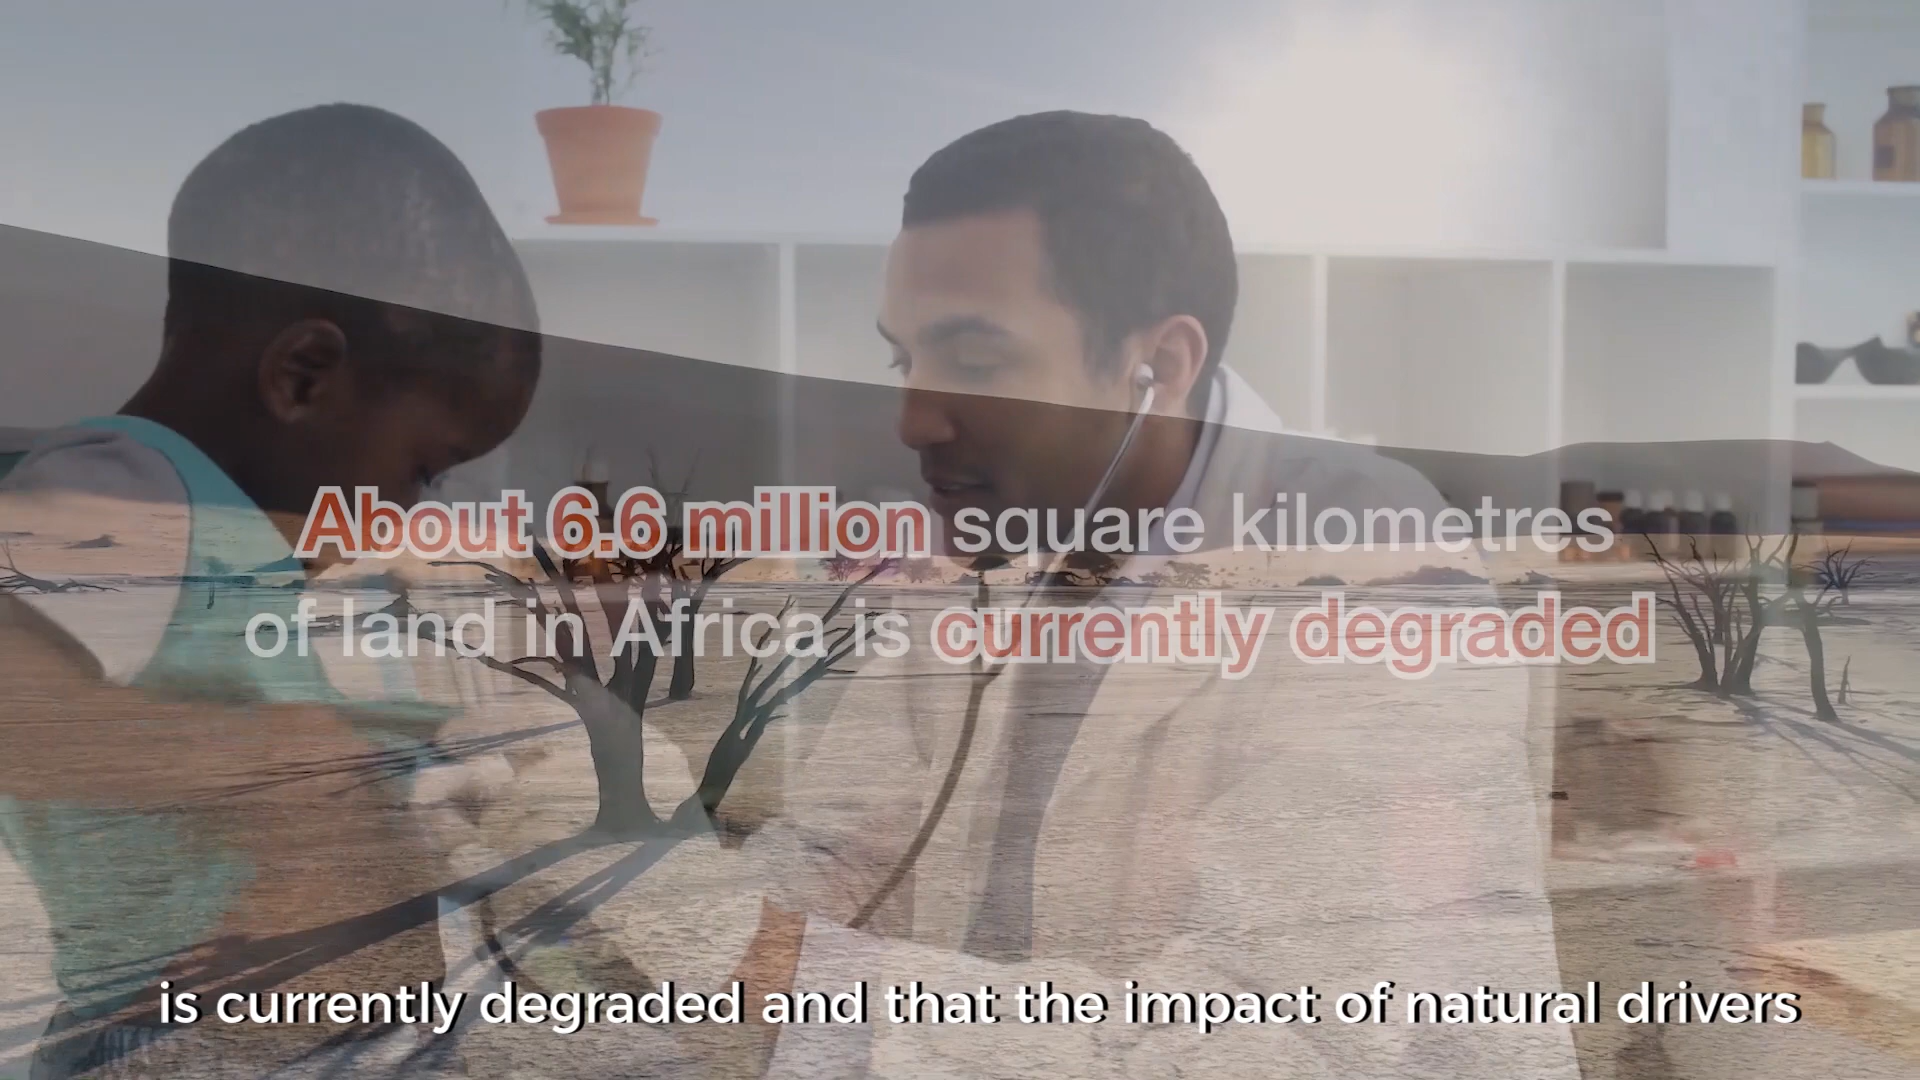 About 6.6 million square kilometres
of land in Africa is currently degraded
is currently degraded and that the impact of natural drivers